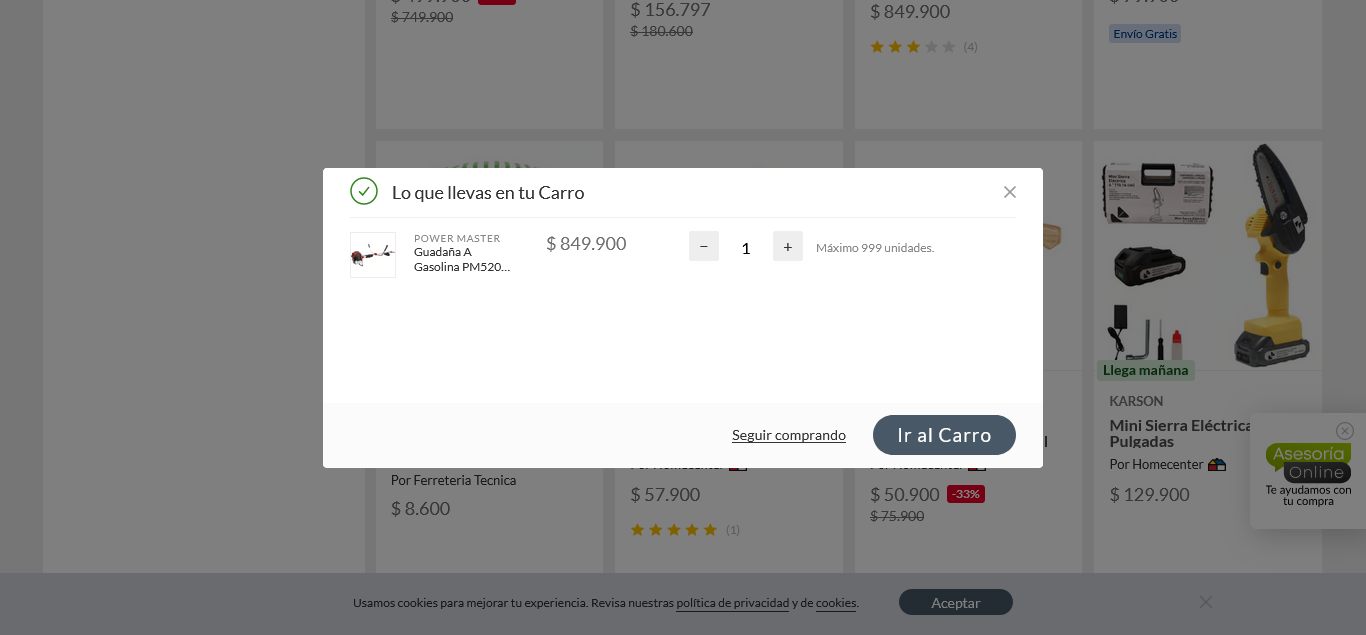 $ 749.900
$ 156.797
$ 180.600
$ 849.900
(4)
Envío Gratis
Lo que llevas en tu Carro
POWER MASTER
Guadaña A
Gasolina PM520...
$ 849.900
−
1
+
Máximo 999 unidades.
Seguir comprando
Ir al Carro
Llega mañana
KARSON
Mini Sierra Eléctrica
Pulgadas
Por Homecenter
$ 129.900
Por Ferreteria Tecnica
$ 8.600
$ 57.900
(1)
$ 50.900 -33%
$ 75.900
Asesoría
Online
Te ayudamos con
tu compra
Usamos cookies para mejorar tu experiencia. Revisa nuestras política de privacidad y de cookies.
Aceptar